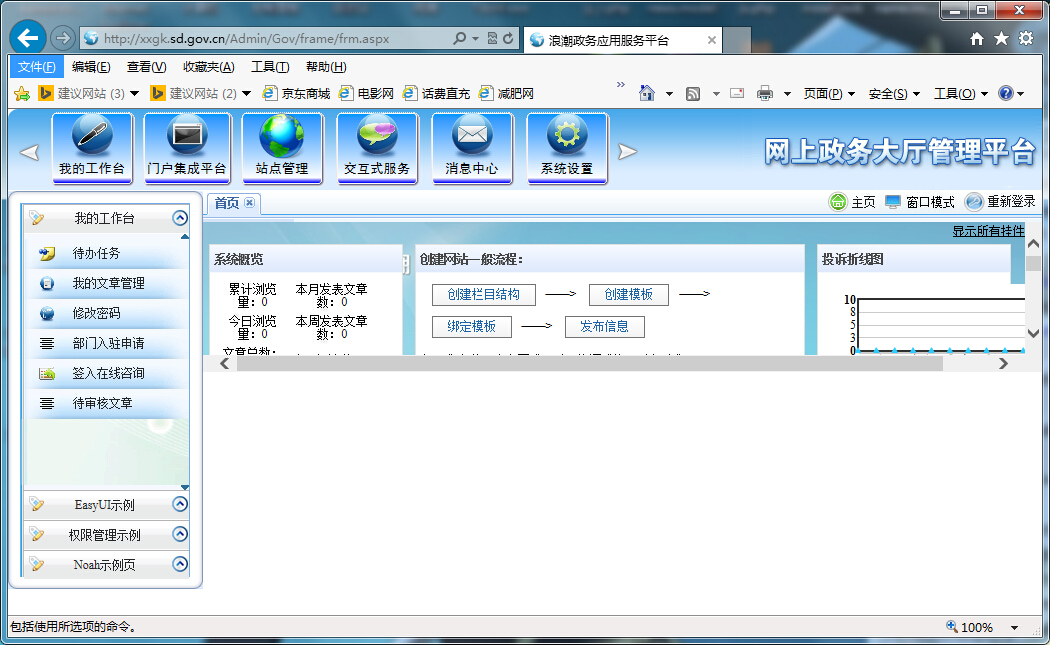 http://xxgk.sd.gov.cn/Admin/Gov/frame/frm.aspx
浪潮政务应用服务平台
文件(F) 编辑(E) 查看(V) 收藏夹(A) 工具(T) 帮助(H)
建议网站 (3) 建议网站 (2) 京东商城 电影网 话费直充 减肥网 » 页面(P) 安全(S) 工具(O)
我的工作台 门户集成平台 站点管理 交互式服务 消息中心 系统设置
网上政务大厅管理平台
首页 主页 窗口模式 重新登录
显示所有挂件
我的工作台
待办任务
我的文章管理
修改密码
部门入驻申请
签入在线咨询
待审核文章
EasyUI示例
权限管理示例
Noah示例页
系统概览
累计浏览 本月发表文章
量：0 数：0
今日浏览 本周发表文章
量：0 数：0
文章总数：
创建网站一般流程：
创建栏目结构 创建模板
绑定模板 发布信息
投诉折线图
10
8
5
3
0
包括使用所选项的命令。
100%